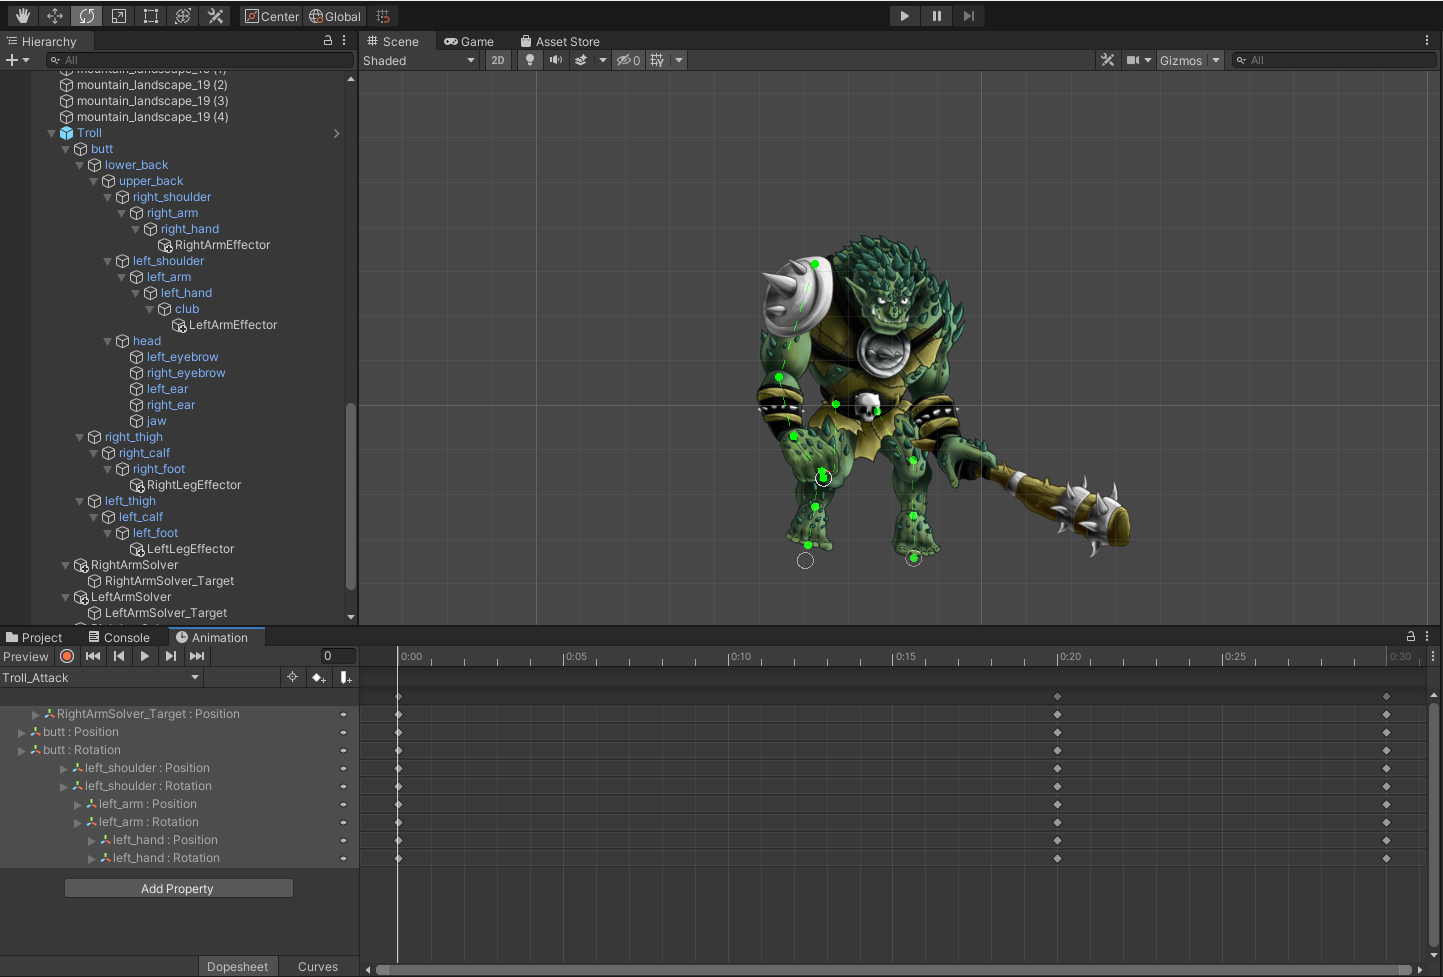 Center Global
Hierarchy
Scene Game Asset Store
All
Shaded 2D 0 Gizmos All
mountain_landscape_19 (1)
mountain_landscape_19 (2)
mountain_landscape_19 (3)
mountain_landscape_19 (4)
Troll
butt
lower_back
upper_back
right_shoulder
right_arm
right_hand
RightArmEffector
left_shoulder
left_arm
left_hand
club
LeftArmEffector
head
left_eyebrow
right_eyebrow
left_ear
right_ear
jaw
right_thigh
right_calf
right_foot
RightLegEffector
left_thigh
left_calf
left_foot
LeftLegEffector
RightArmSolver
RightArmSolver_Target
LeftArmSolver
LeftArmSolver_Target
Project Console Animation
Preview 0
0:00 0:05 0:10 0:15 0:20 0:25 0:30
Troll_Attack
RightArmSolver_Target : Position
butt : Position
butt : Rotation
left_shoulder : Position
left_shoulder : Rotation
left_arm : Position
left_arm : Rotation
left_hand : Position
left_hand : Rotation
Add Property
Dopesheet Curves